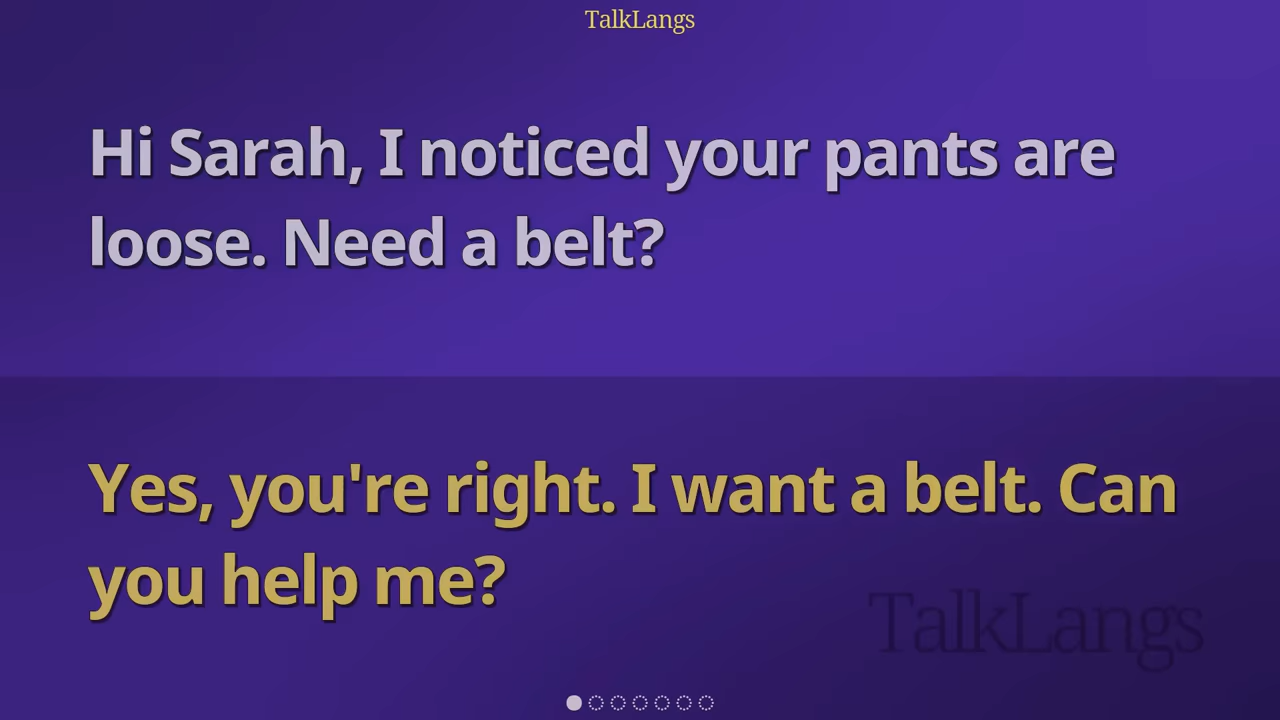 TalkLangs
Hi Sarah, I noticed your pants are
loose. Need a belt?
Yes, you're right. I want a belt. Can
you help me?
TalkLangs